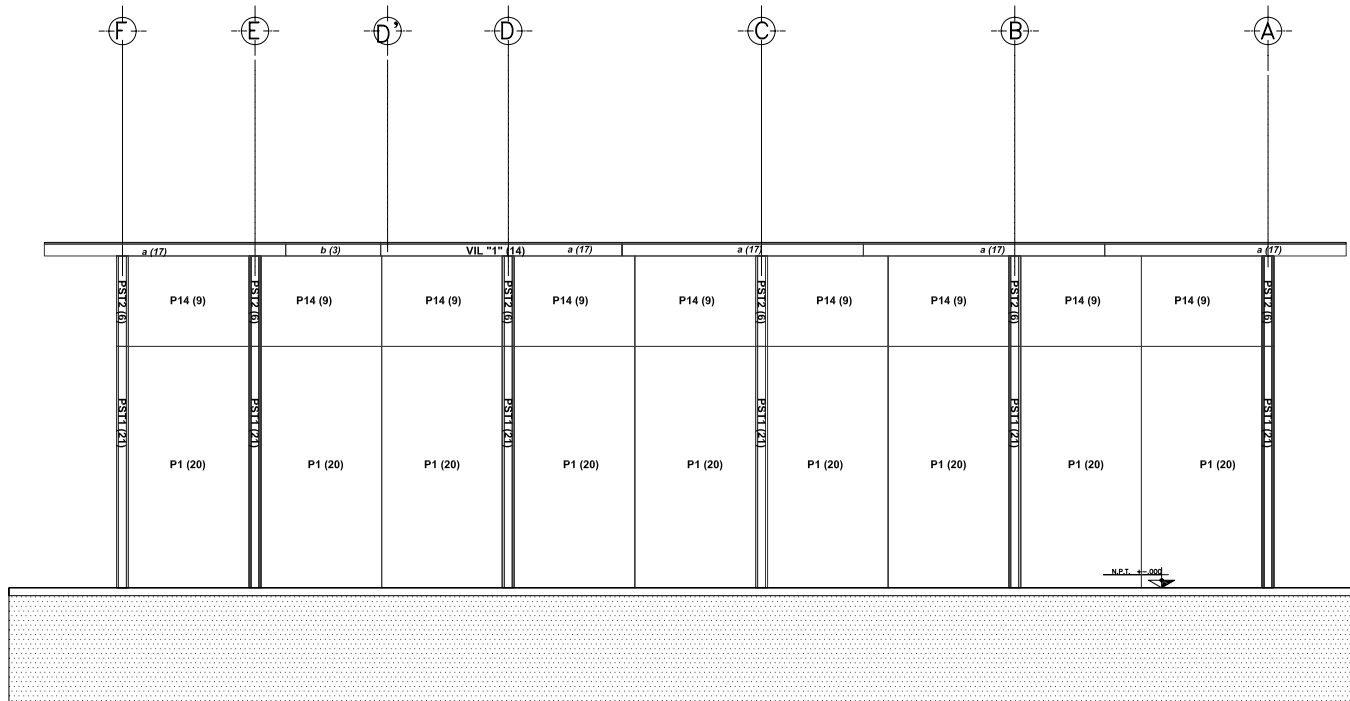 F E D' D C B A
a (17) b (3) VIL "1" (14) a (17) a (17) a (17) a (17)
PST2 (6) P14 (9) PST2 (6) P14 (9) P14 (9) PST2 (6) P14 (9) P14 (9) PST2 (6) P14 (9) P14 (9) PST2 (6) P14 (9) P14 (9) PST2 (6)
PST1 (21) PST1 (21) PST1 (21) PST1 (21) PST1 (21) PST1 (21)
P1 (20) P1 (20) P1 (20) P1 (20) P1 (20) P1 (20) P1 (20) P1 (20) P1 (20)
N.P.T. +-.000